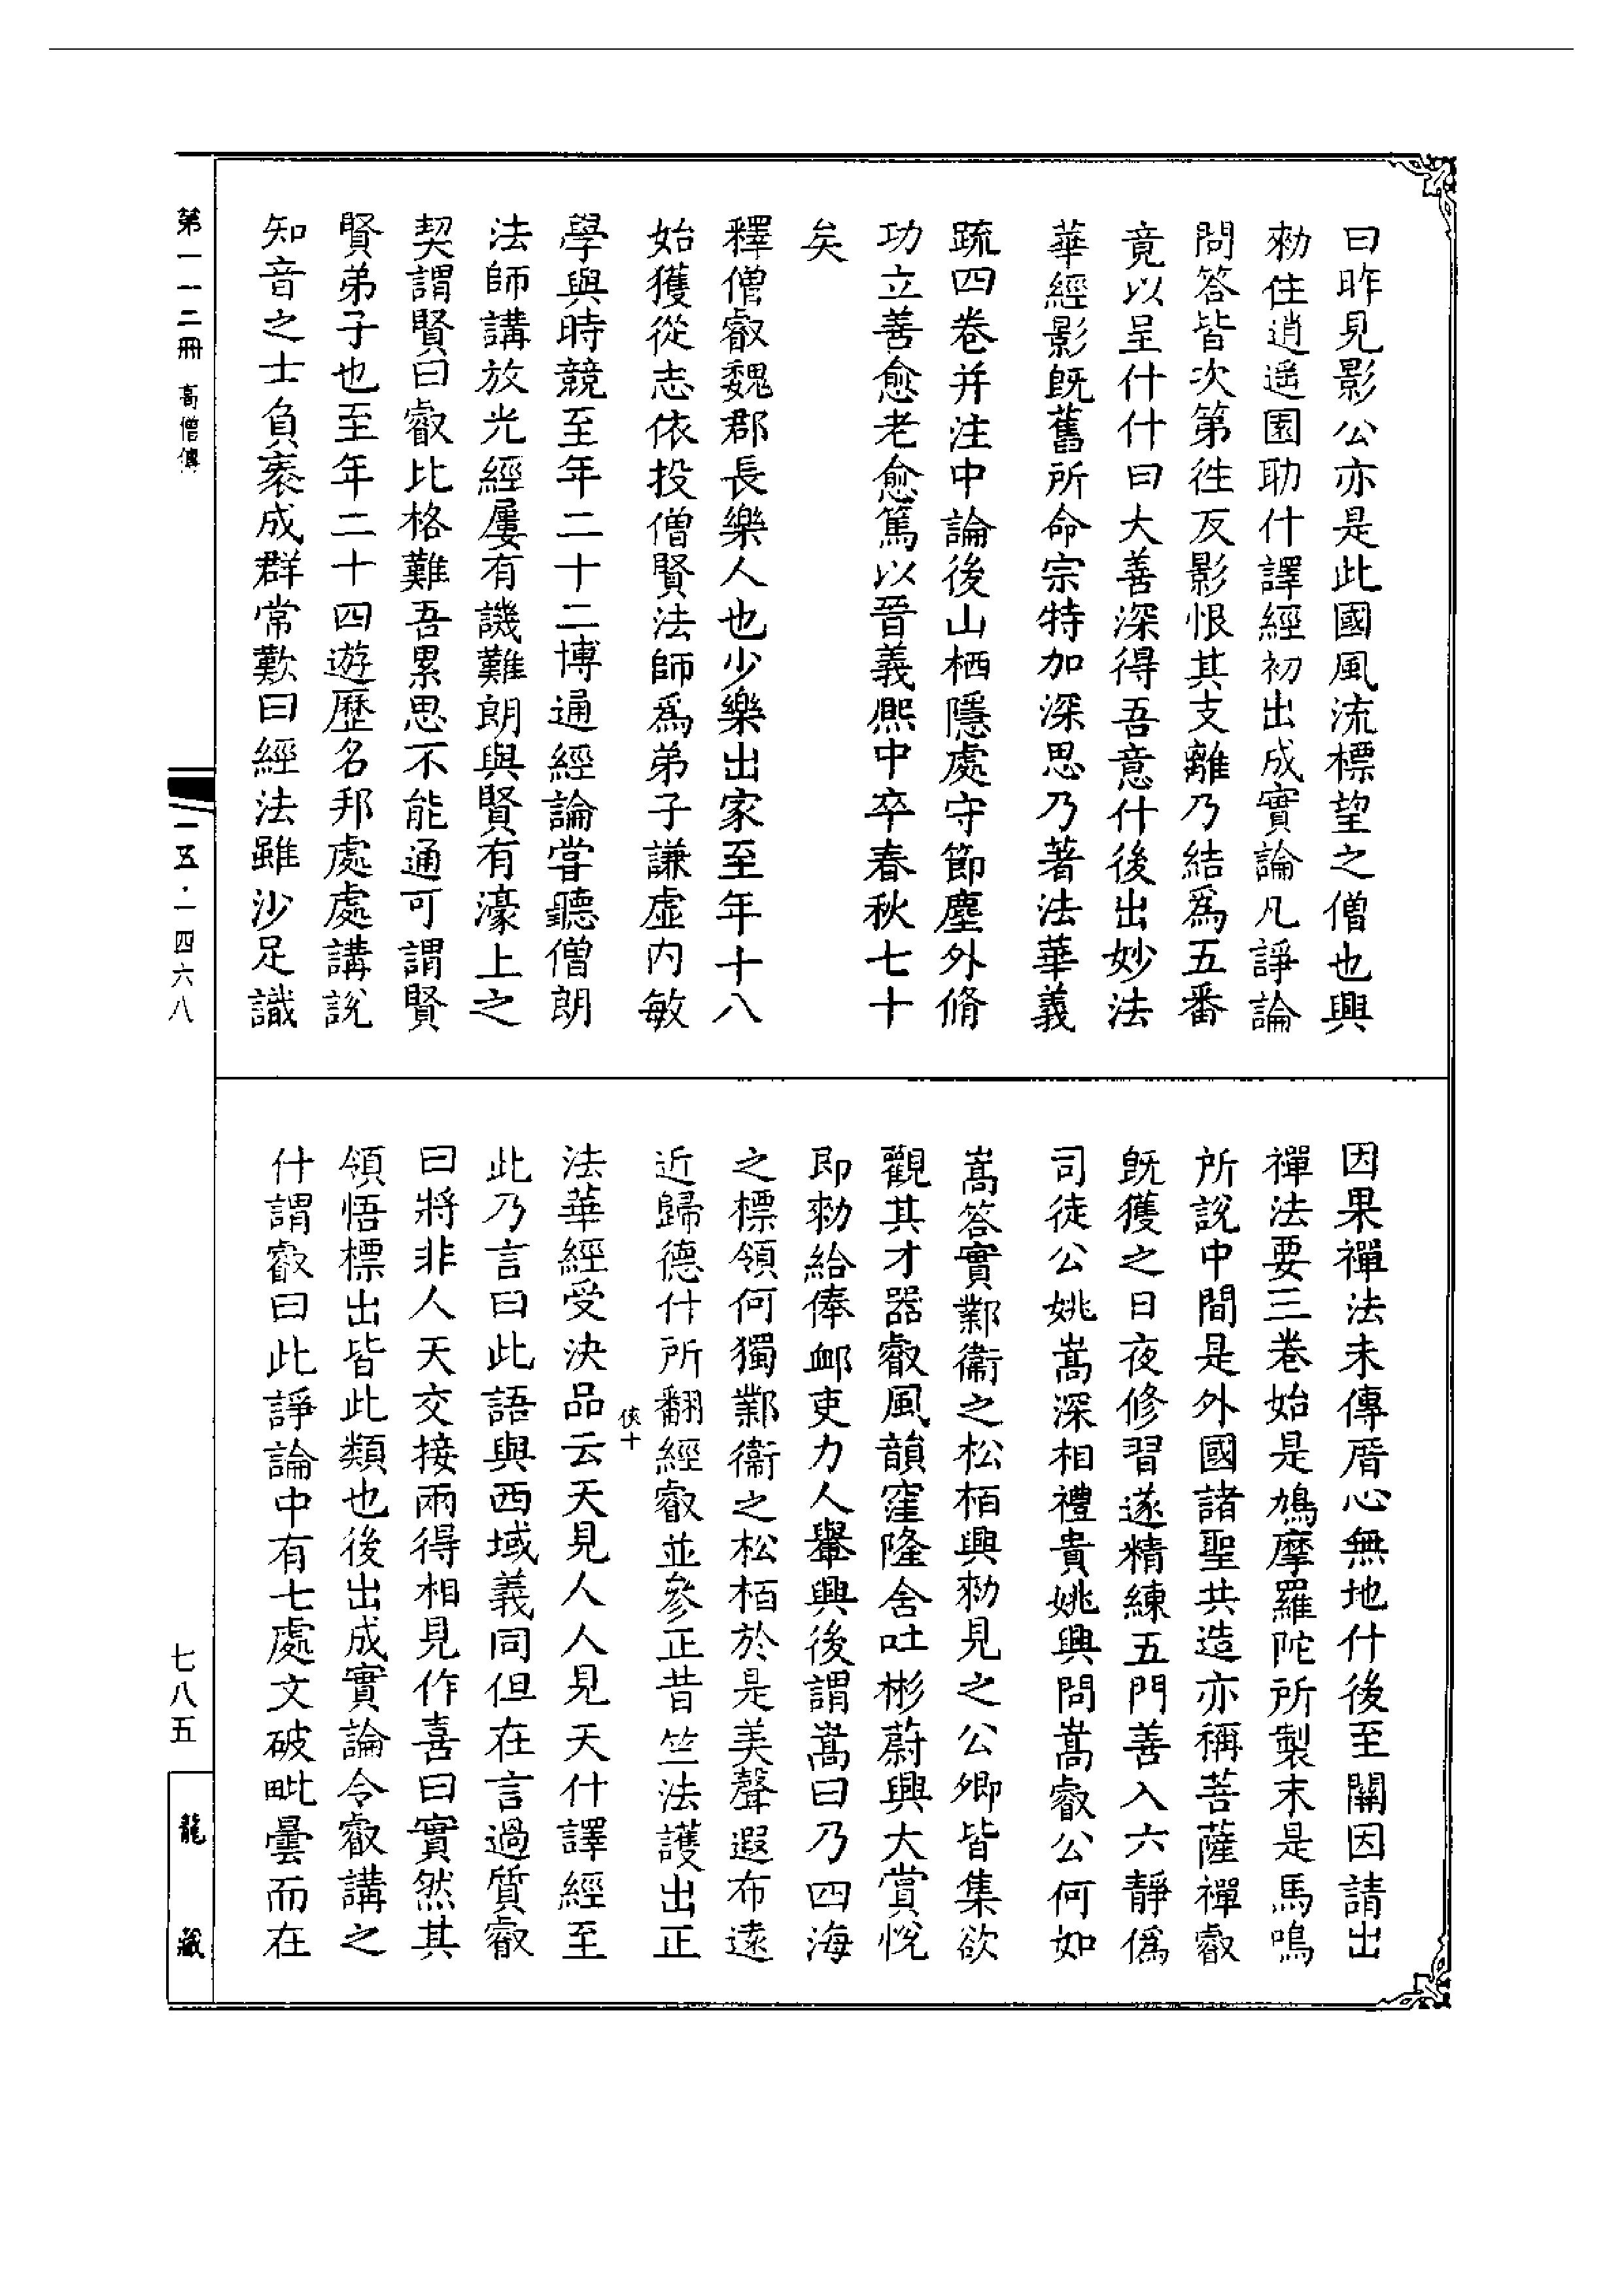 曰昨見影公亦是此國風流標望之僧也興
勑住逍遙園助什譯經初出成實論凡諍論
問答皆次第往反影恨其支離乃結爲五番
竟以呈什什曰大善深得吾意什後出妙法
華經影旣舊所命宗特加深思乃著法華義
疏四卷并注中論後山栖隱處守節塵外脩
功立善愈老愈篤以晉義熈中卒春秋七十
矣
釋僧叡魏郡長樂人也少樂出家至年十八
始獲從志依投僧賢法師爲弟子謙虛内敏
學與時競至年二十二博通經論甞聽僧朗
法師講放光經屢有譏難朗與賢有濠上之
契謂賢曰叡比格難吾累思不能通可謂賢
賢弟子也至年二十四遊歷名邦處處講說
知音之士負袠成群常歎曰經法雖少足識
因果禪法未傳厝心無地什後至關因請出
禪法要三卷始是鳩摩羅陀所製末是馬鳴
所說中間是外國諸聖共造亦稱菩薩禪叡
旣獲之日夜修習遂精練五門善入六靜僞
司徒公姚嵩深相禮貴姚興問嵩叡公何如
嵩答實鄴衞之松栢興勑見之公卿皆集欲
觀其才器叡風韻窪隆舍吐彬蔚興大賞悅
即勑給俸卹吏力人轝興後謂嵩曰乃四海
之標領何獨鄴衞之松栢於是美聲遐布遠
近歸德什所翻經叡並參正昔竺法護出正
法華經受決品云天見人人見天什譯經至
此乃言曰此語與西域義同但在言過質叡
曰將非人天交接兩得相見什喜曰實然其
領悟標出皆此類也後出成實論令叡講之
什謂叡曰此諍論中有七處文破毗曇而在
俠十
第一一二冊 高僧傳
一五·一四六八
七八五
龍藏